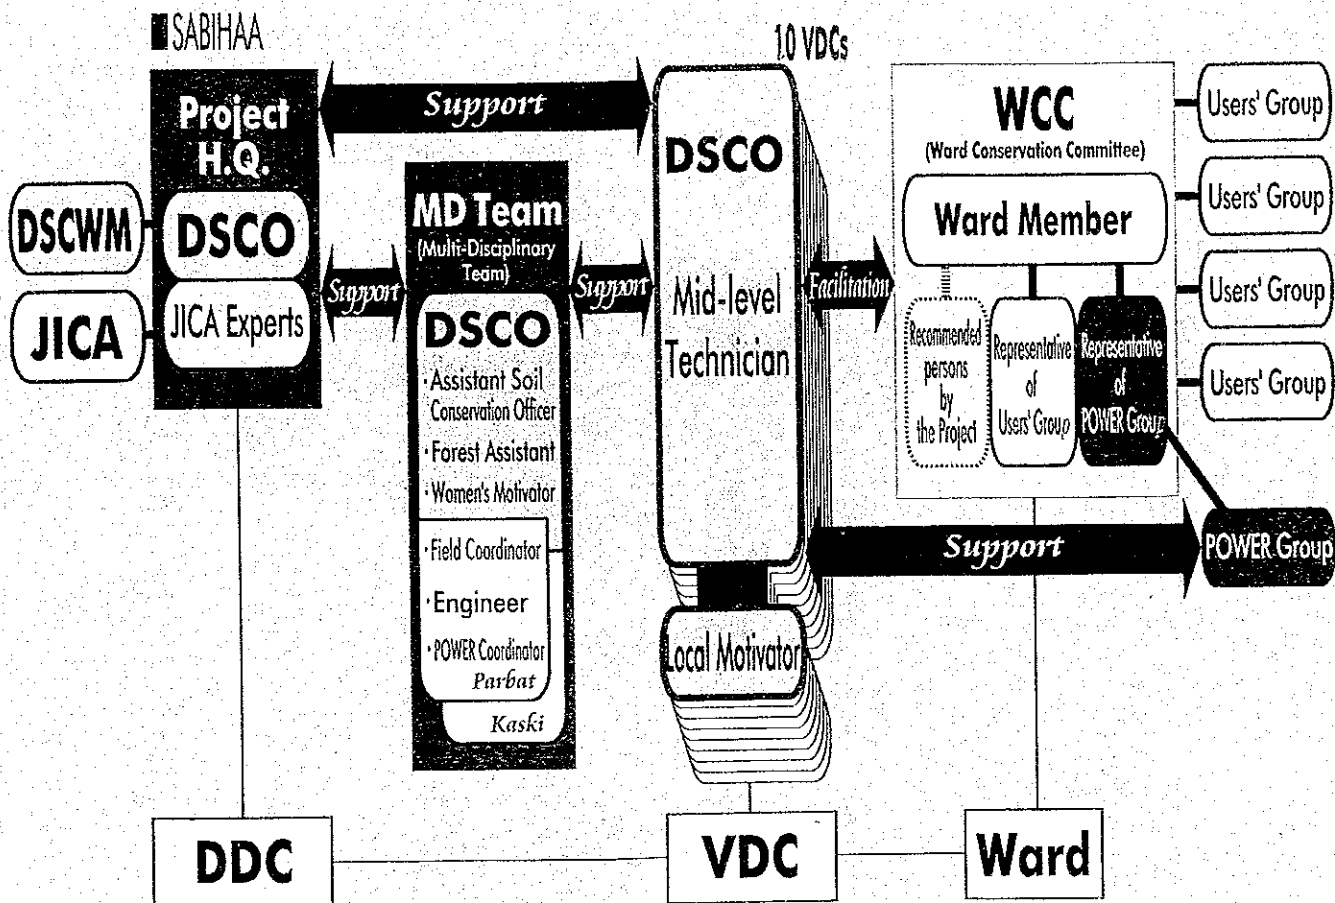 SABIHAA
Project
H.Q.
DSCO
JICA Experts
DSCWM
JICA
Support
Support
MD Team
(Multi-Disciplinary
Team)
DSCO
·Assistant Soil
Conservation Officer
·Forest Assistant
·Women's Motivator
·Field Coordinator
·Engineer
·POWER Coordinator
Parbat
Kaski
Support
10 VDCs
DSCO
Mid-level
Technician
Local Motivator
Facilitation
WCC
(Ward Conservation Committee)
Ward Member
Recommended
persons
by
the Project
Representative
of
Users' Group
Representative
of
POWER Group
Users' Group
Users' Group
Users' Group
Users' Group
Support
POWER Group
DDC
VDC
Ward